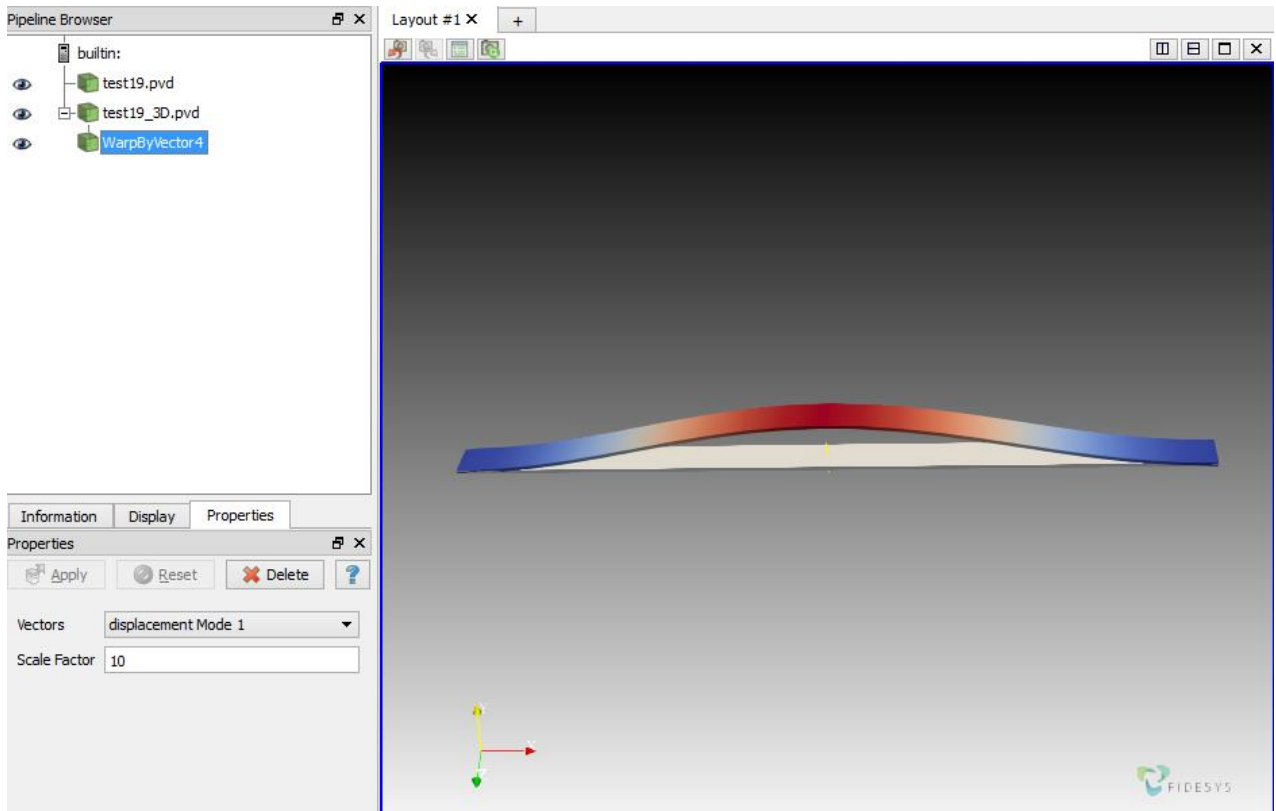 Pipeline Browser
builtin:
test19.pvd
test19_3D.pvd
WarpByVector4
Information Display Properties
Properties
Apply Reset Delete ?
Vectors displacement Mode 1
Scale Factor 10
Layout #1 X +
FIDESYS